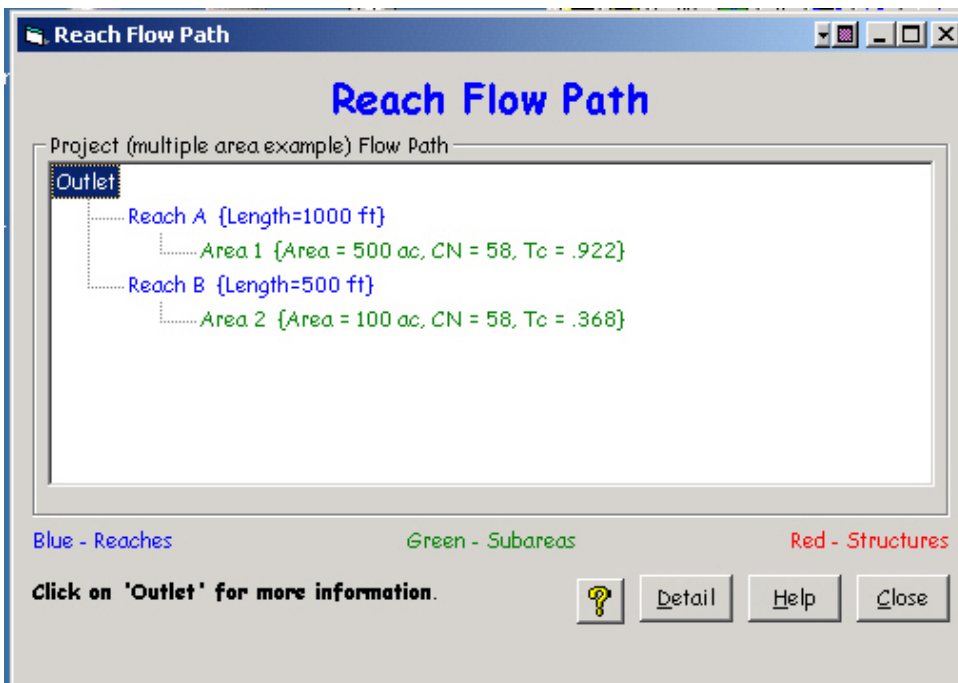 Reach Flow Path
Reach Flow Path
Project (multiple area example) Flow Path
Outlet
Reach A {Length=1000 ft}
Area 1 {Area = 500 ac, CN = 58, Tc = .922}
Reach B {Length=500 ft}
Area 2 {Area = 100 ac, CN = 58, Tc = .368}
Blue - Reaches
Green - Subareas
Red - Structures
Click on 'Outlet' for more information.
?
Detail
Help
Close